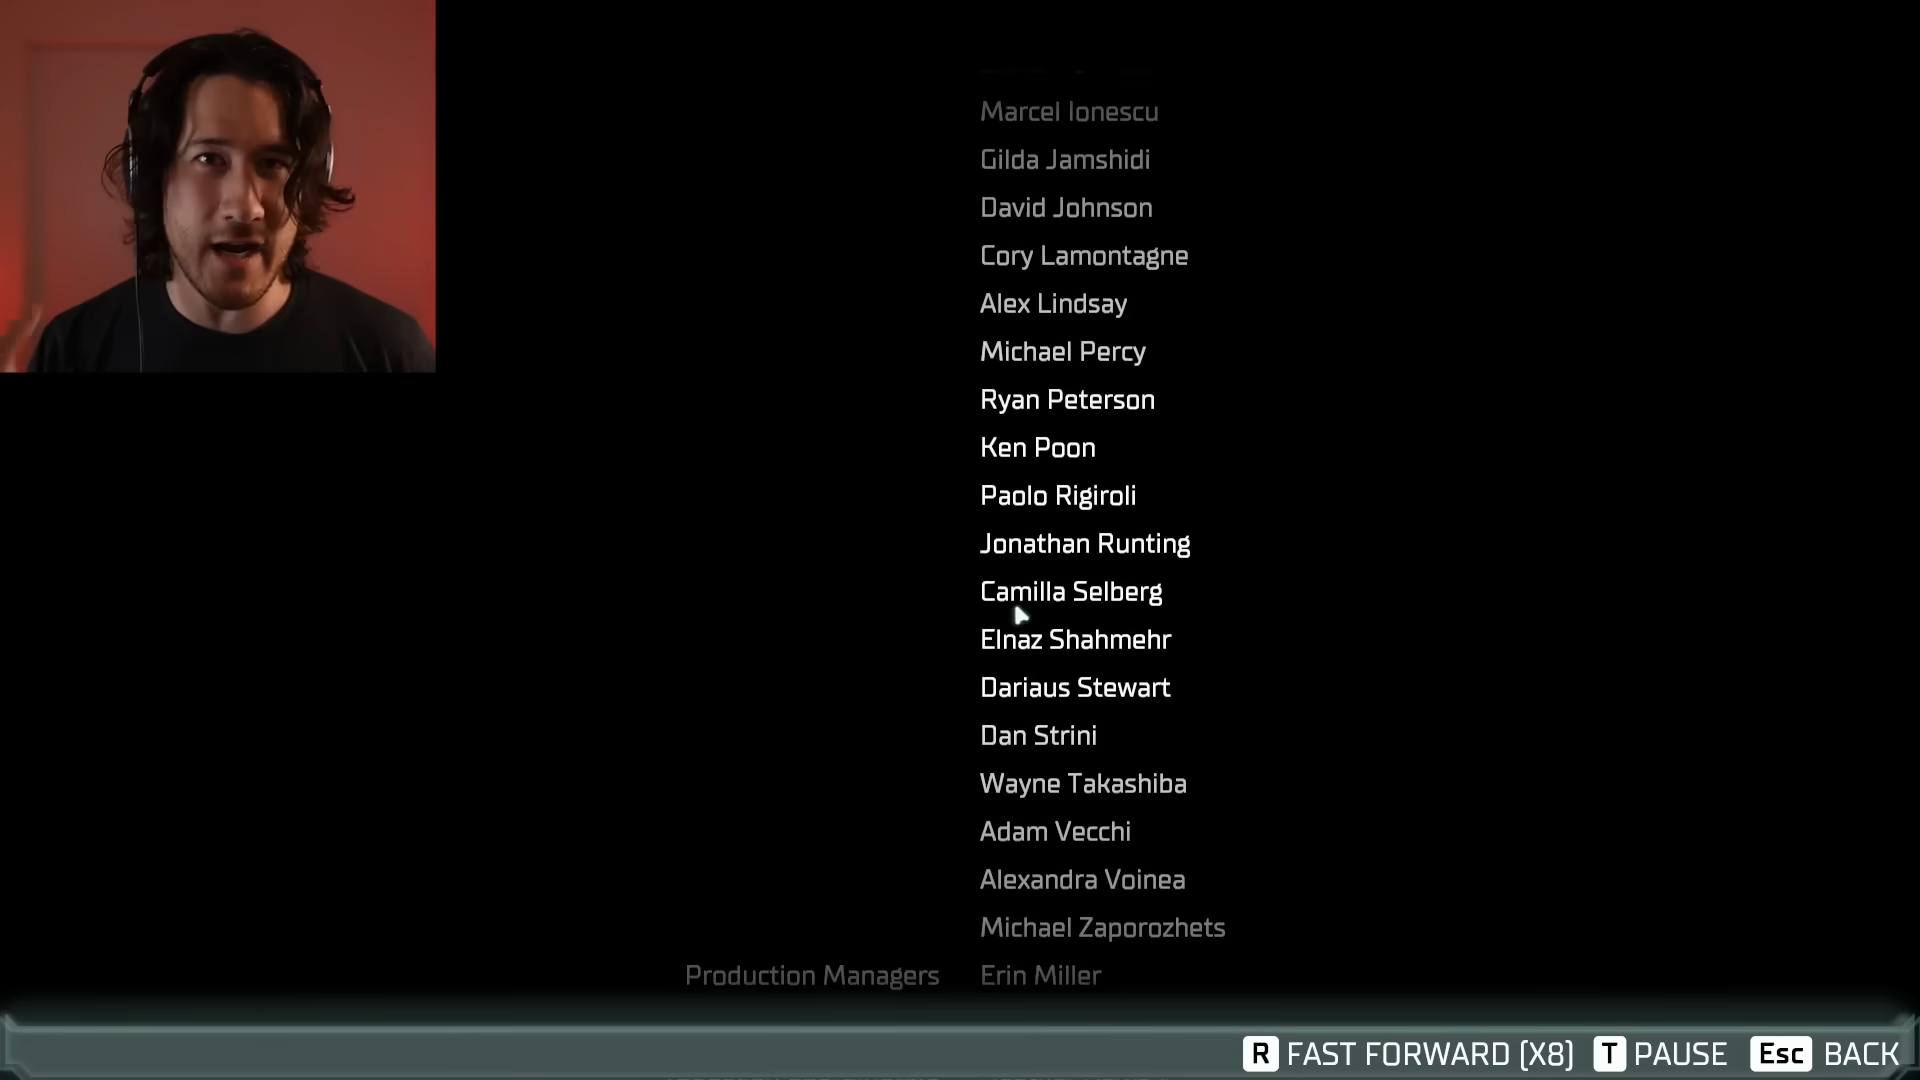 Marcel Ionescu
Gilda Jamshidi
David Johnson
Cory Lamontagne
Alex Lindsay
Michael Percy
Ryan Peterson
Ken Poon
Paolo Rigiroli
Jonathan Runting
Camilla Selberg
Elnaz Shahmehr
Dariaus Stewart
Dan Strini
Wayne Takashiba
Adam Vecchi
Alexandra Voinea
Michael Zaporozhets
Production Managers Erin Miller
R FAST FORWARD (X8) T PAUSE Esc BACK